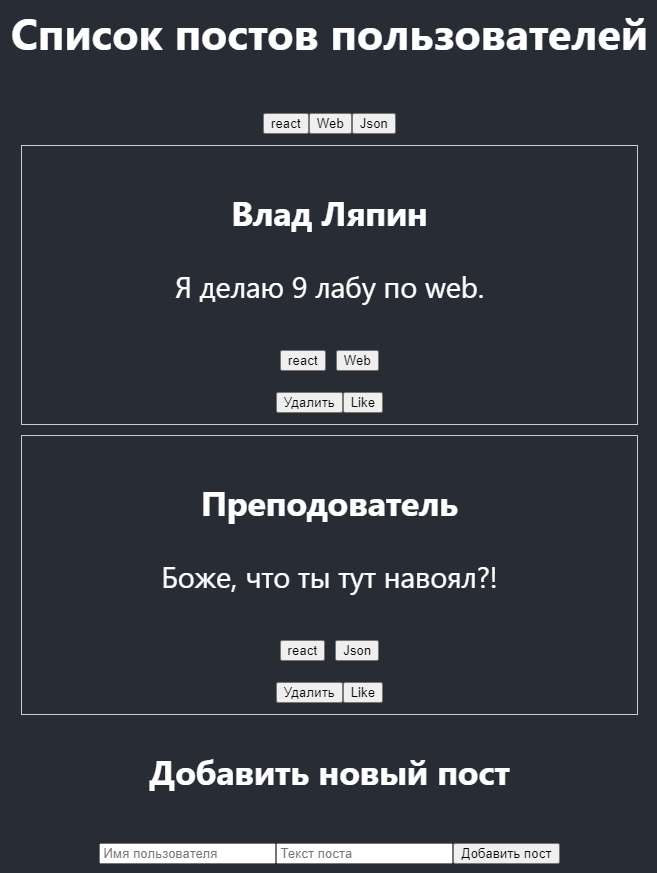 Список постов пользователей
react Web Json
Влад Ляпин
Я делаю 9 лабу по web.
react Web
Удалить Like
Преподователь
Боже, что ты тут навоял?!
react Json
Удалить Like
Добавить новый пост
Имя пользователя Текст поста Добавить пост